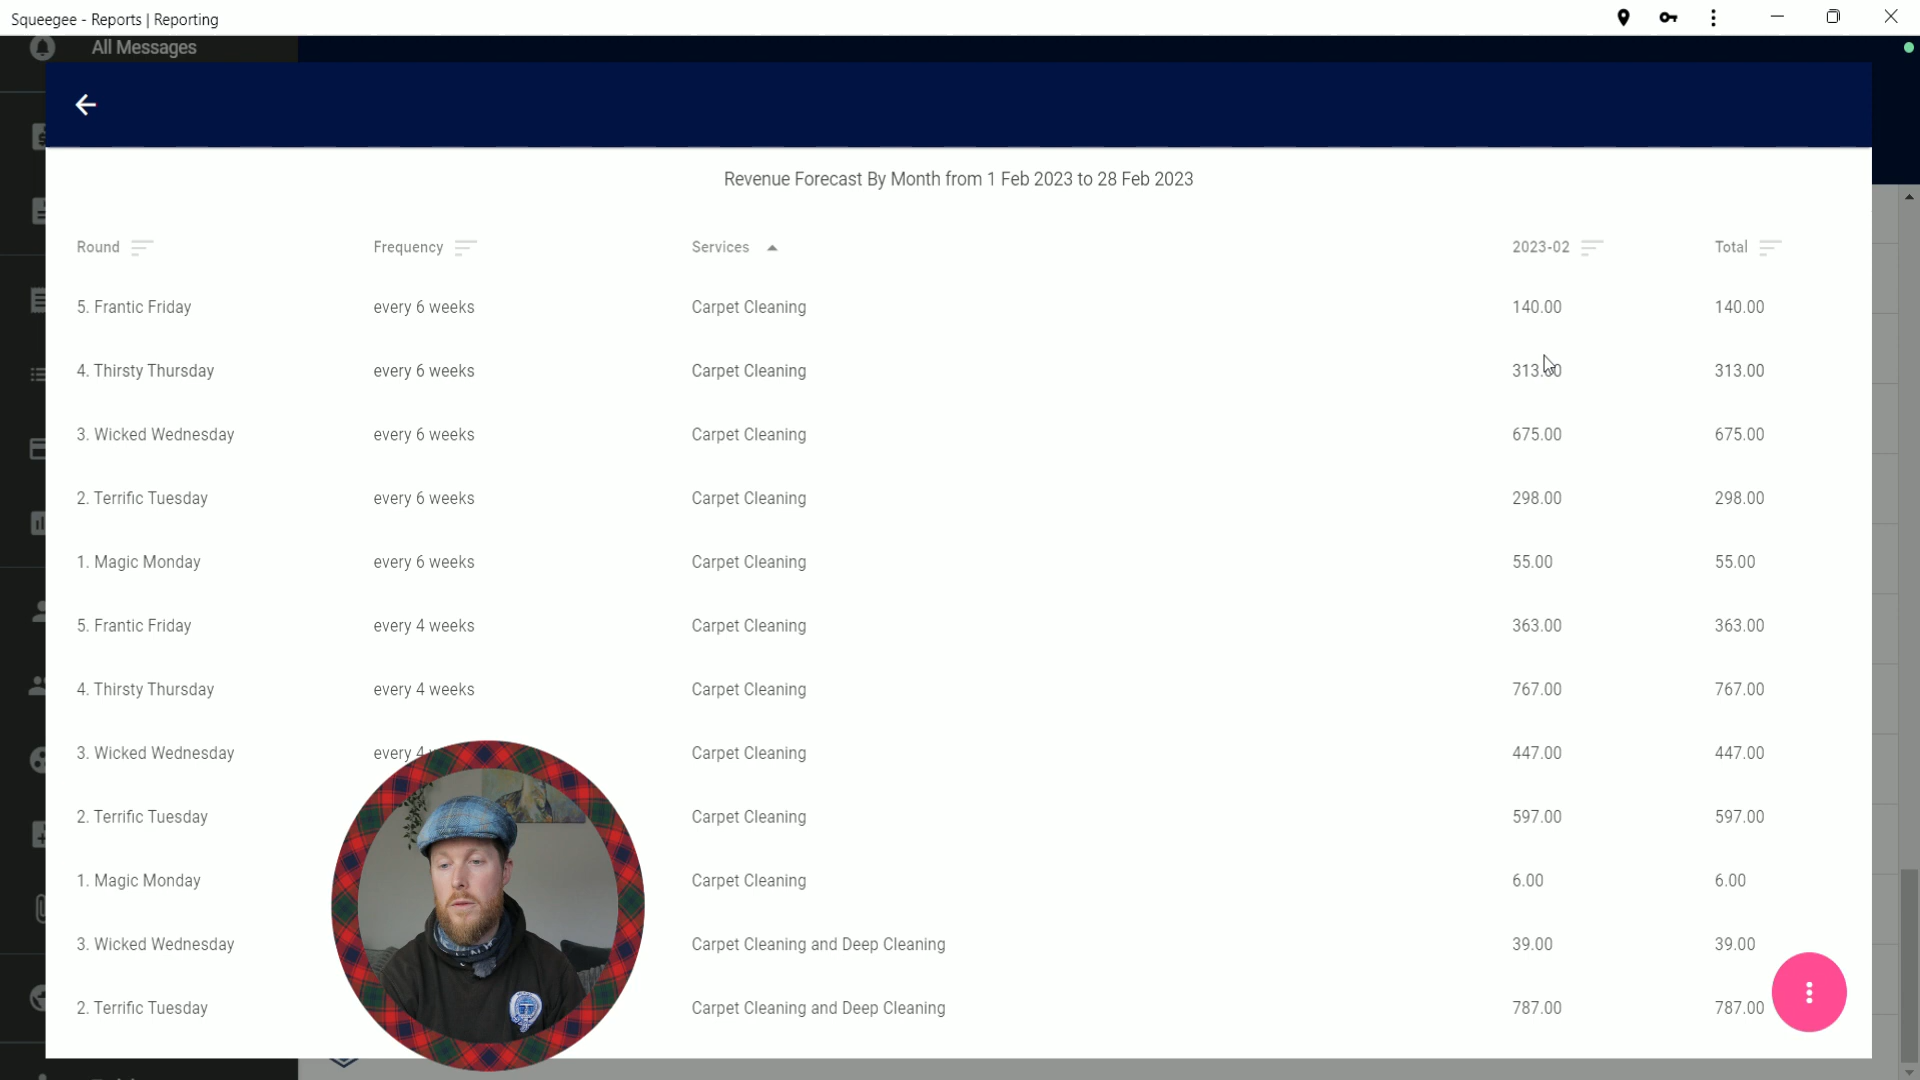 Squeegee - Reports | Reporting
All Messages
Revenue Forecast By Month from 1 Feb 2023 to 28 Feb 2023
Round Frequency Services 2023-02 Total
5. Frantic Friday every 6 weeks Carpet Cleaning 140.00 140.00
4. Thirsty Thursday every 6 weeks Carpet Cleaning 313.00 313.00
3. Wicked Wednesday every 6 weeks Carpet Cleaning 675.00 675.00
2. Terrific Tuesday every 6 weeks Carpet Cleaning 298.00 298.00
1. Magic Monday every 6 weeks Carpet Cleaning 55.00 55.00
5. Frantic Friday every 4 weeks Carpet Cleaning 363.00 363.00
4. Thirsty Thursday every 4 weeks Carpet Cleaning 767.00 767.00
3. Wicked Wednesday every 4 Carpet Cleaning 447.00 447.00
2. Terrific Tuesday Carpet Cleaning 597.00 597.00
1. Magic Monday Carpet Cleaning 6.00 6.00
3. Wicked Wednesday Carpet Cleaning and Deep Cleaning 39.00 39.00
2. Terrific Tuesday Carpet Cleaning and Deep Cleaning 787.00 787.00